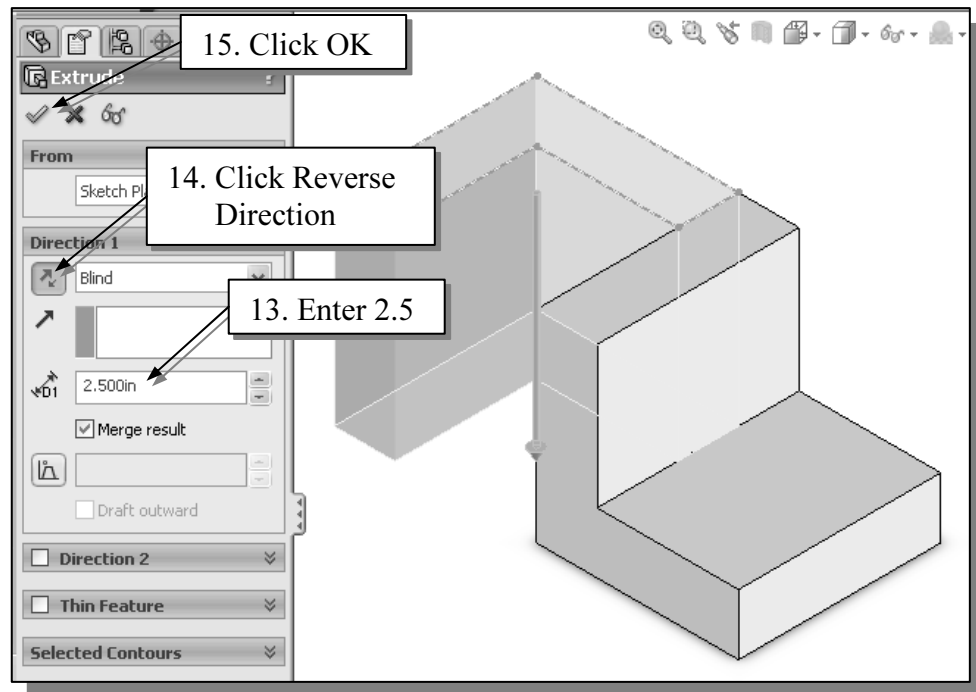 15. Click OK
Extrude
?
From
Sketch Pl
14. Click Reverse
Direction
Direction 1
Blind
13. Enter 2.5
D1
2.500in
Merge result
Draft outward
Direction 2
Thin Feature
Selected Contours